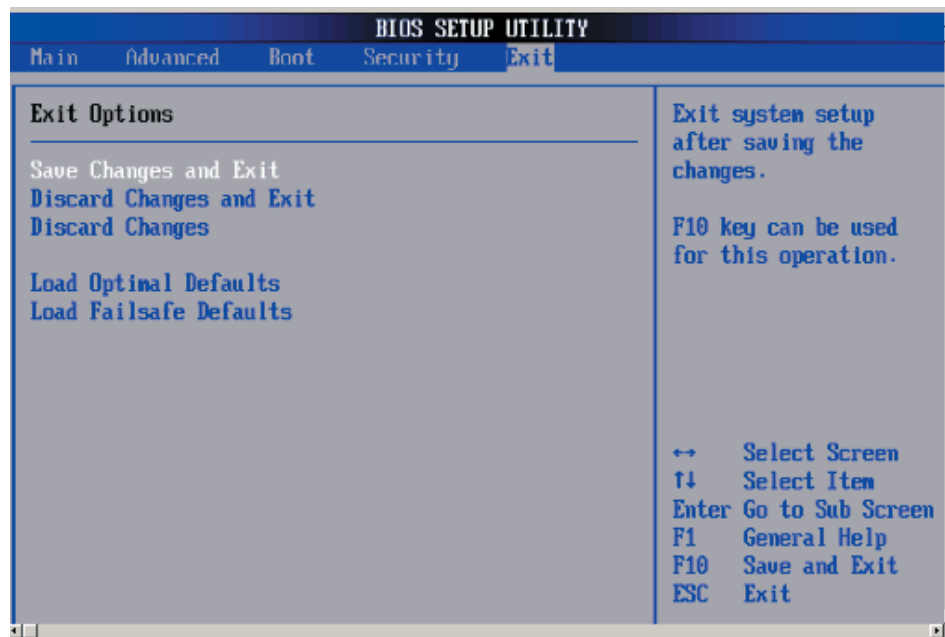 BIOS SETUP UTILITY
Main Advanced Boot Security Exit
Exit Options
Save Changes and Exit
Discard Changes and Exit
Discard Changes
Load Optimal Defaults
Load Failsafe Defaults
Exit system setup
after saving the
changes.
F10 key can be used
for this operation.
↔ Select Screen
↑↓ Select Item
Enter Go to Sub Screen
F1 General Help
F10 Save and Exit
ESC Exit